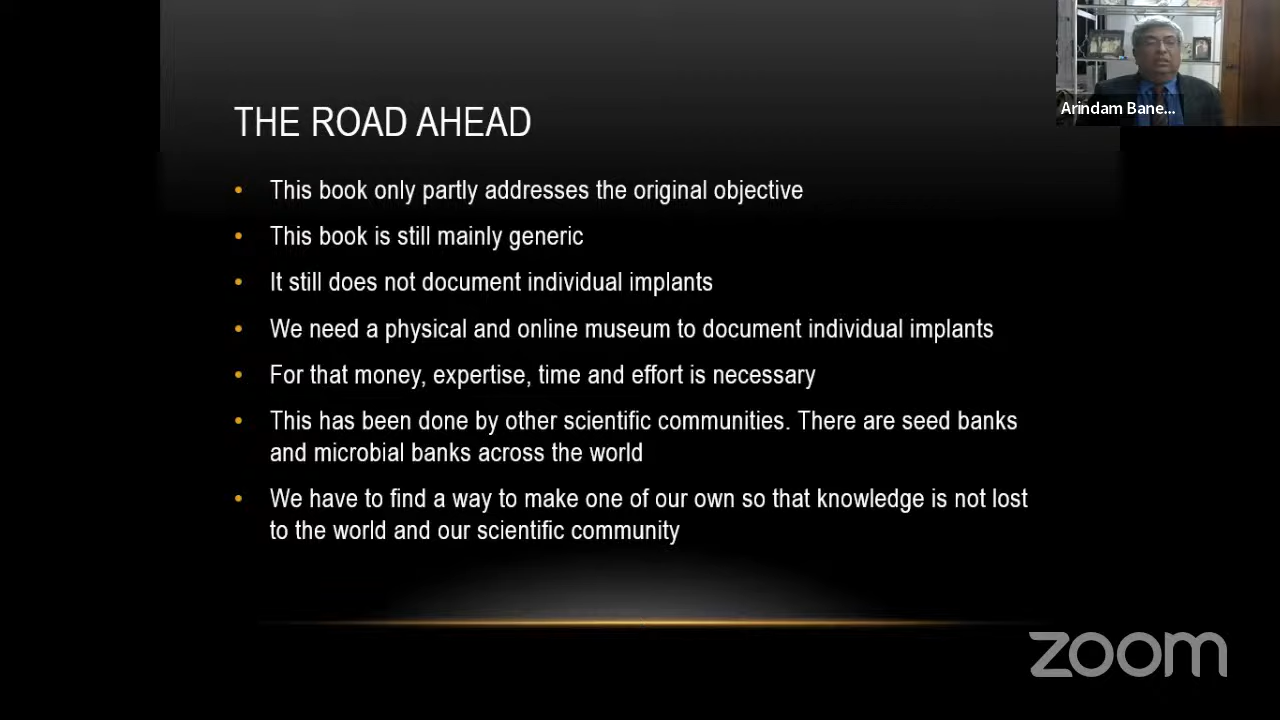 THE ROAD AHEAD
• This book only partly addresses the original objective
• This book is still mainly generic
• It still does not document individual implants
• We need a physical and online museum to document individual implants
• For that money, expertise, time and effort is necessary
• This has been done by other scientific communities. There are seed banks
and microbial banks across the world
• We have to find a way to make one of our own so that knowledge is not lost
to the world and our scientific community
Arindam Bane...
zoom